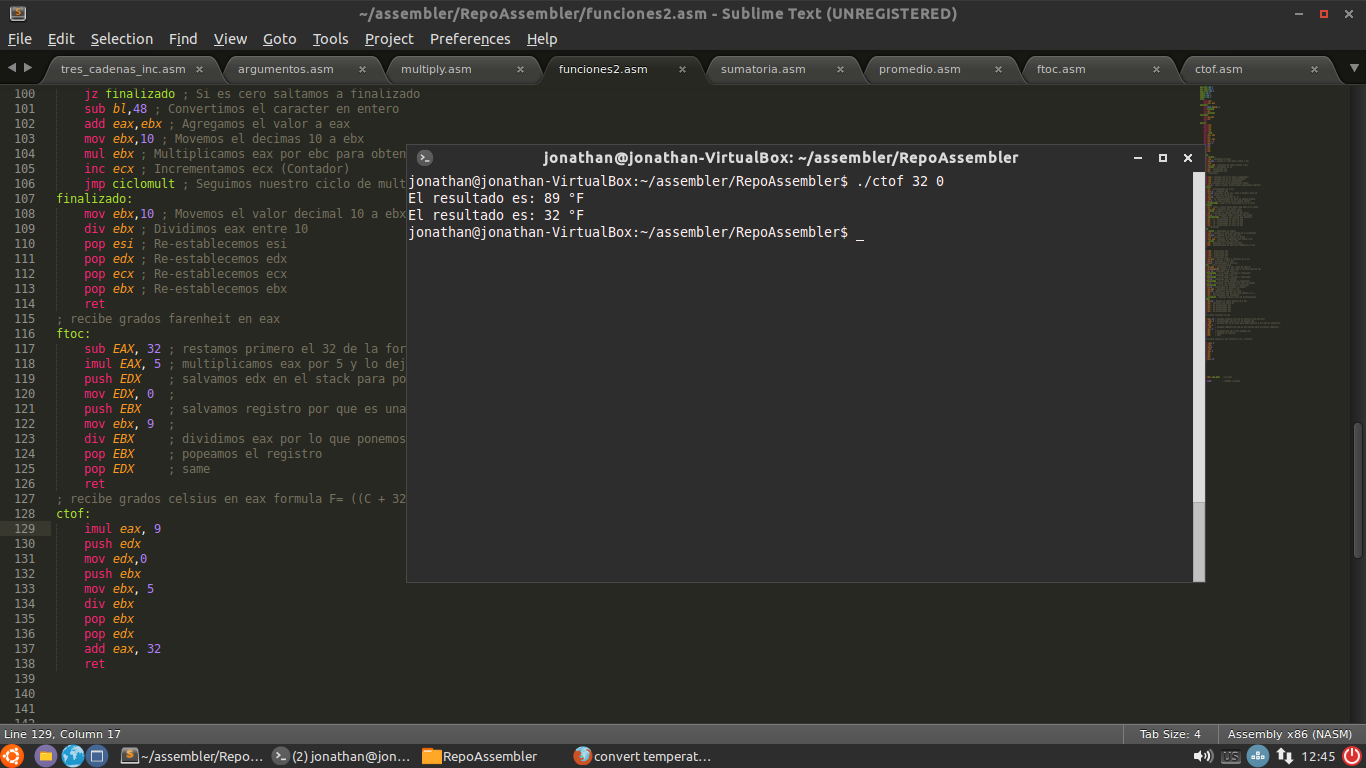 ~/assembler/RepoAssembler/funciones2.asm - Sublime Text (UNREGISTERED)
File Edit Selection Find View Goto Tools Project Preferences Help
tres_cadenas_inc.asm × argumentos.asm × multiply.asm × funciones2.asm × sumatoria.asm × promedio.asm × ftoc.asm × ctof.asm ×
100 jz finalizado ; Si es cero saltamos a finalizado
101 sub bl,48 ; Convertimos el caracter en entero
102 add eax,ebx ; Agregamos el valor a eax
103 mov ebx,10 ; Movemos el decimas 10 a ebx
104 mul ebx ; Multiplicamos eax por ebc para obten
105 inc ecx ; Incrementamos ecx (Contador)
106 jmp ciclomult ; Seguimos nuestro ciclo de mult
107 finalizado:
108 mov ebx,10 ; Movemos el valor decimal 10 a ebx
109 div ebx ; Dividimos eax entre 10
110 pop esi ; Re-establecemos esi
111 pop edx ; Re-establecemos edx
112 pop ecx ; Re-establecemos ecx
113 pop ebx ; Re-establecemos ebx
114 ret
115 ; recibe grados farenheit en eax
116 ftoc:
117 sub EAX, 32 ; restamos primero el 32 de la for
118 imul EAX, 5 ; multiplicamos eax por 5 y lo dej
119 push EDX ; salvamos edx en el stack para po
120 mov EDX, 0 ;
121 push EBX ; salvamos registro por que es una
122 mov ebx, 9 ;
123 div EBX ; dividimos eax por lo que ponemos
124 pop EBX ; popeamos el registro
125 pop EDX ; same
126 ret
127 ; recibe grados celsius en eax formula F= ((C + 32
128 ctof:
129 imul eax, 9
130 push edx
131 mov edx,0
132 push ebx
133 mov ebx, 5
134 div ebx
135 pop ebx
136 pop edx
137 add eax, 32
138 ret
139
140
141
jonathan@jonathan-VirtualBox: ~/assembler/RepoAssembler
jonathan@jonathan-VirtualBox:~/assembler/RepoAssembler$ ./ctof 32 0
El resultado es: 89 °F
El resultado es: 32 °F
jonathan@jonathan-VirtualBox:~/assembler/RepoAssembler$ _
Line 129, Column 17 Tab Size: 4 Assembly x86 (NASM)
~/assembler/Repo... (2) jonathan@jon... RepoAssembler convert temperat... US 12:45